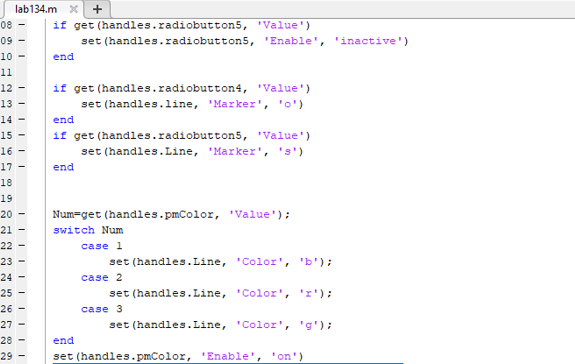 lab134.m × +
08 – if get(handles.radiobutton5, 'Value')
09 – set(handles.radiobutton5, 'Enable', 'inactive')
10 – end
11
12 – if get(handles.radiobutton4, 'Value')
13 – set(handles.line, 'Marker', 'o')
14 – end
15 – if get(handles.radiobutton5, 'Value')
16 – set(handles.Line, 'Marker', 's')
17 – end
18
19
20 – Num=get(handles.pmColor, 'Value');
21 – switch Num
22 case 1
23 – set(handles.Line, 'Color', 'b');
24 – case 2
25 – set(handles.Line, 'Color', 'r');
26 – case 3
27 – set(handles.Line, 'Color', 'g');
28 – end
29 – set(handles.pmColor, 'Enable', 'on')